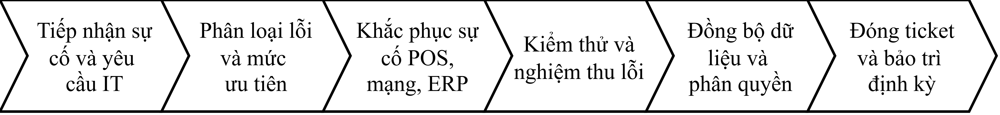 Tiếp nhận sự
cố và yêu
cầu IT
Phân loại lỗi
và mức
ưu tiên
Khắc phục sự
cố POS,
mạng, ERP
Kiểm thử và
nghiệm thu lỗi
Đồng bộ dữ
liệu và
phân quyền
Đóng ticket
và bảo trì
định kỳ